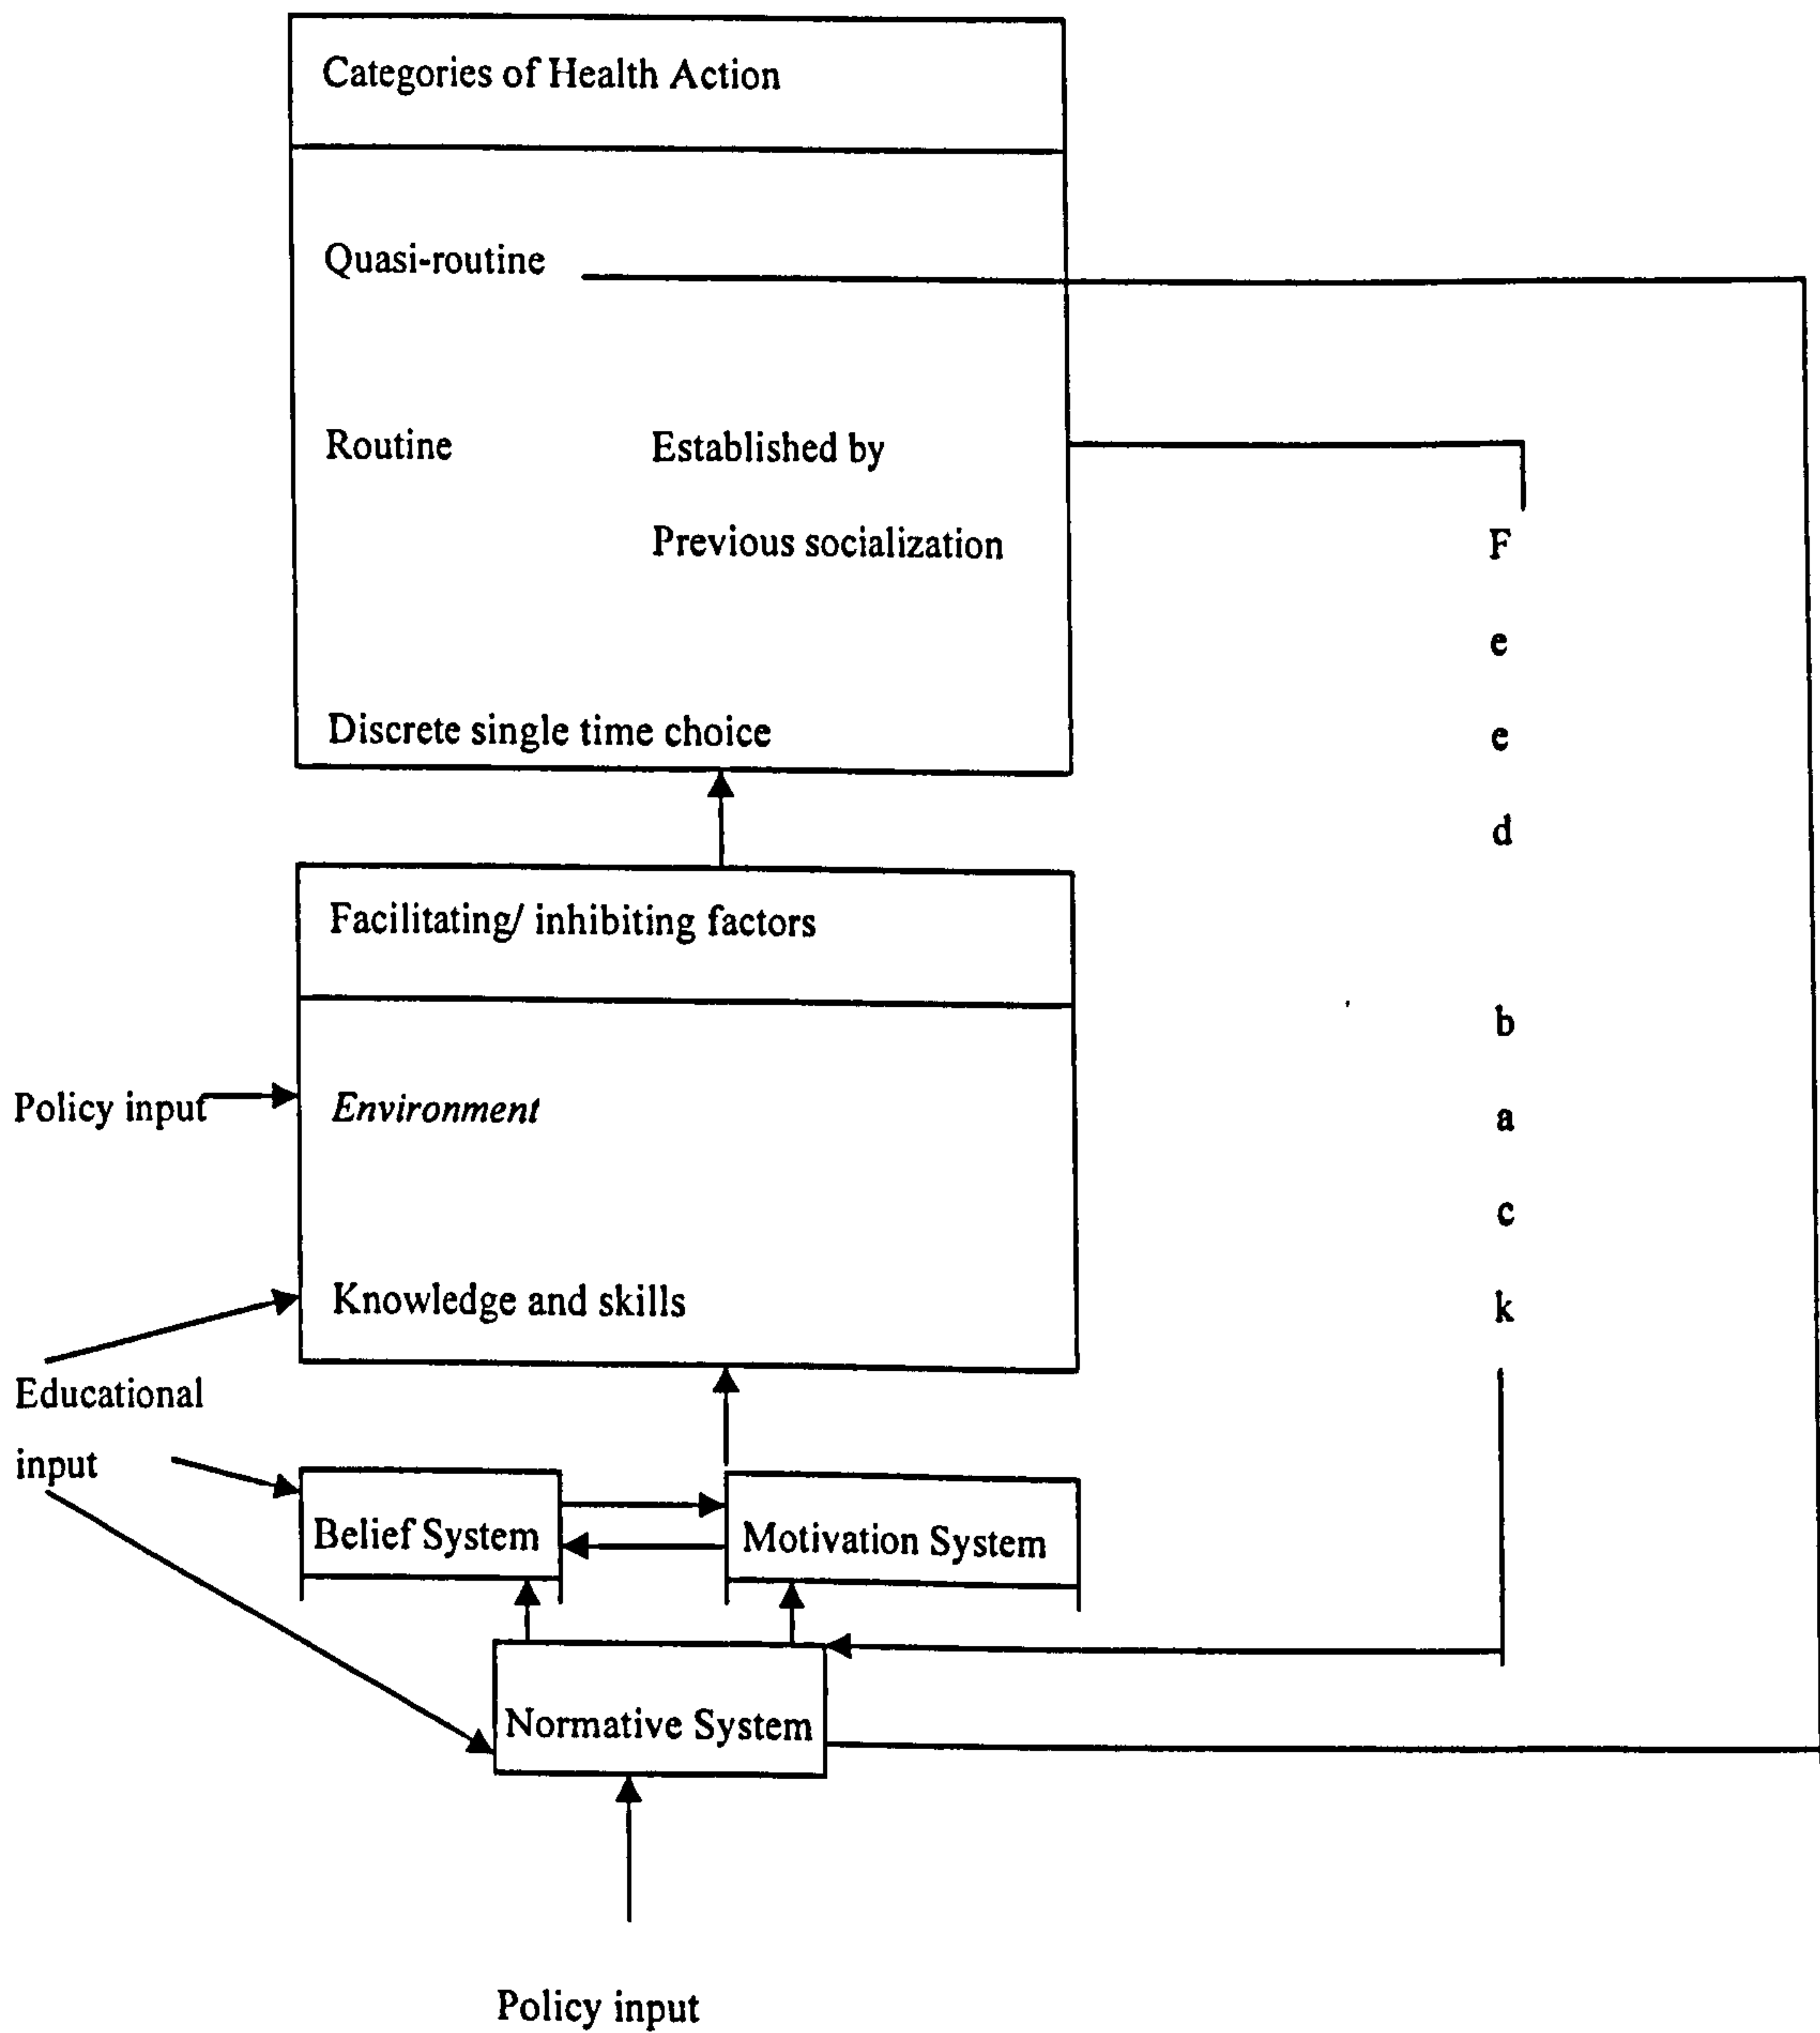 Categories of Health Action
Quasi-routine
Routine Established by
Previous socialization
Discrete single time choice
F
e
e
d
b
a
c
k
Facilitating/ inhibiting factors
Policy input
Environment
Knowledge and skills
Educational
input
Belief System
Motivation System
Normative System
Policy input